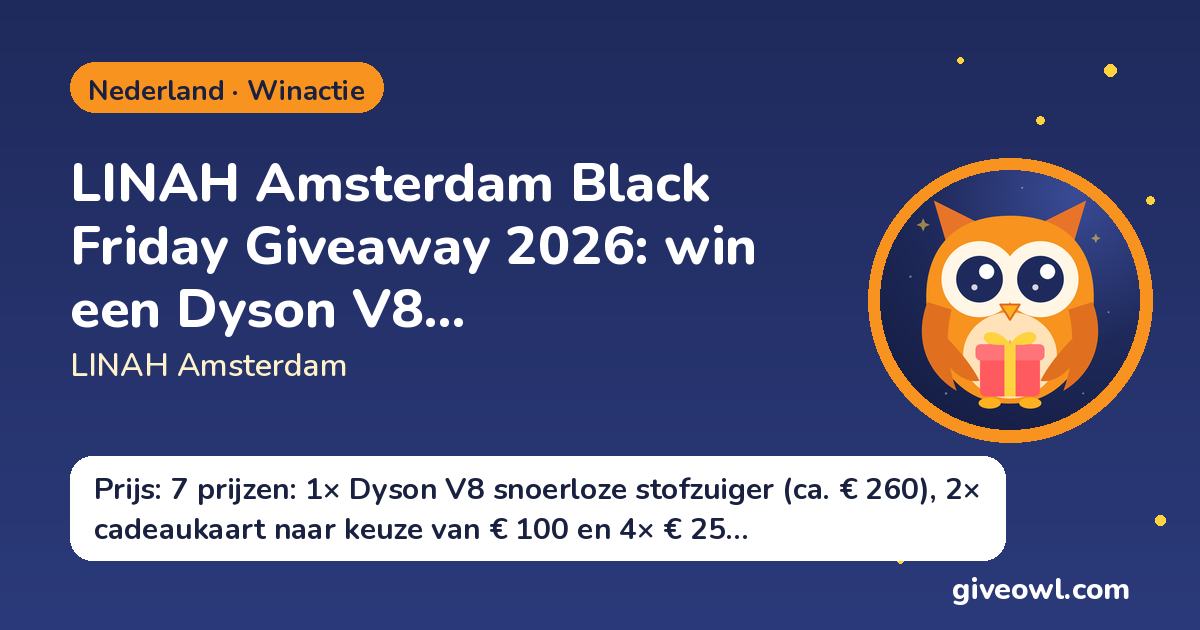 Nederland · Winactie
LINAH Amsterdam Black
Friday Giveaway 2026: win
een Dyson V8...
LINAH Amsterdam
Prijs: 7 prijzen: 1× Dyson V8 snoerloze stofzuiger (ca. € 260), 2×
cadeaukaart naar keuze van € 100 en 4× € 25...
giveowl.com